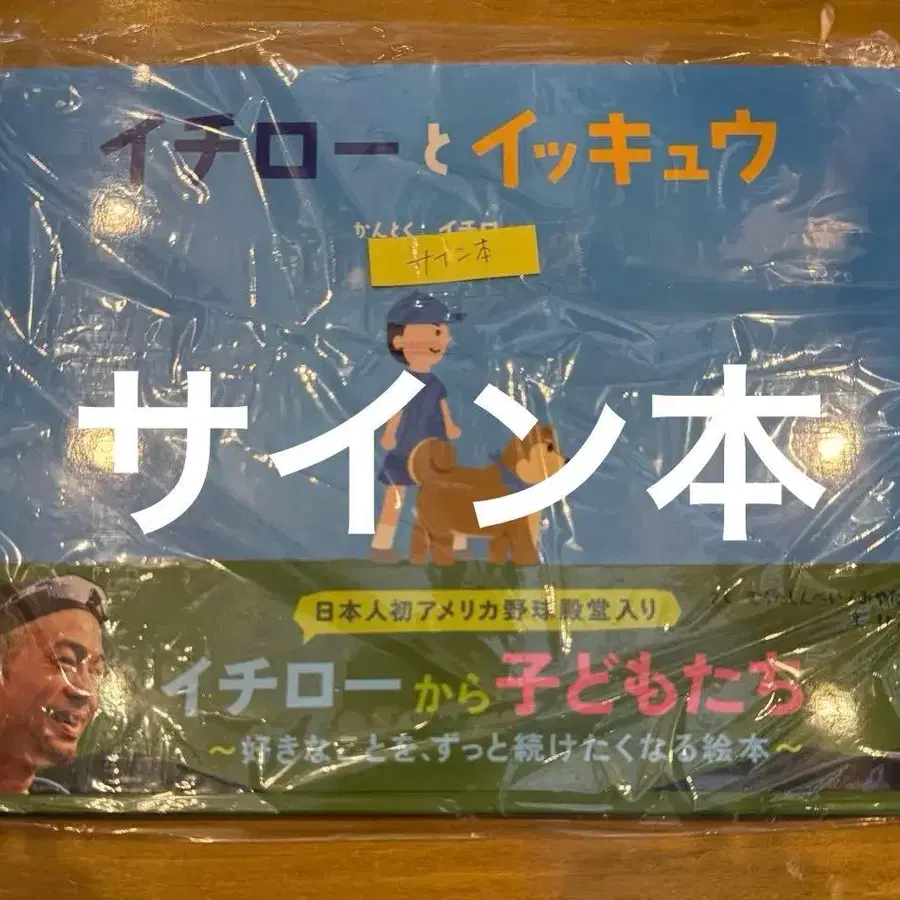 イチローとイッキュウ
かんとく・イチロ
サイン本
サイン本
日本人初アメリカ野球殿堂入り
イチローから子どもたち
〜好きなことを、ずっと続けたくなる絵本〜